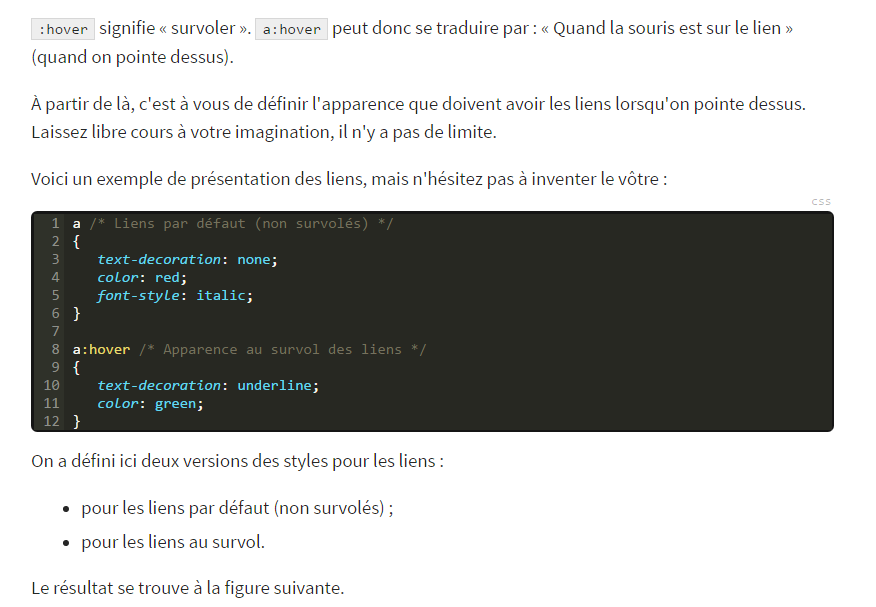 :hover signifie « survoler ». a:hover peut donc se traduire par : « Quand la souris est sur le lien »
(quand on pointe dessus).
À partir de là, c'est à vous de définir l'apparence que doivent avoir les liens lorsqu'on pointe dessus.
Laissez libre cours à votre imagination, il n'y a pas de limite.
Voici un exemple de présentation des liens, mais n'hésitez pas à inventer le vôtre :
CSS
1 a /* Liens par défaut (non survolés) */
2 {
3 text-decoration: none;
4 color: red;
5 font-style: italic;
6 }
7
8 a:hover /* Apparence au survol des liens */
9 {
10 text-decoration: underline;
11 color: green;
12 }
On a défini ici deux versions des styles pour les liens :
• pour les liens par défaut (non survolés) ;
• pour les liens au survol.
Le résultat se trouve à la figure suivante.